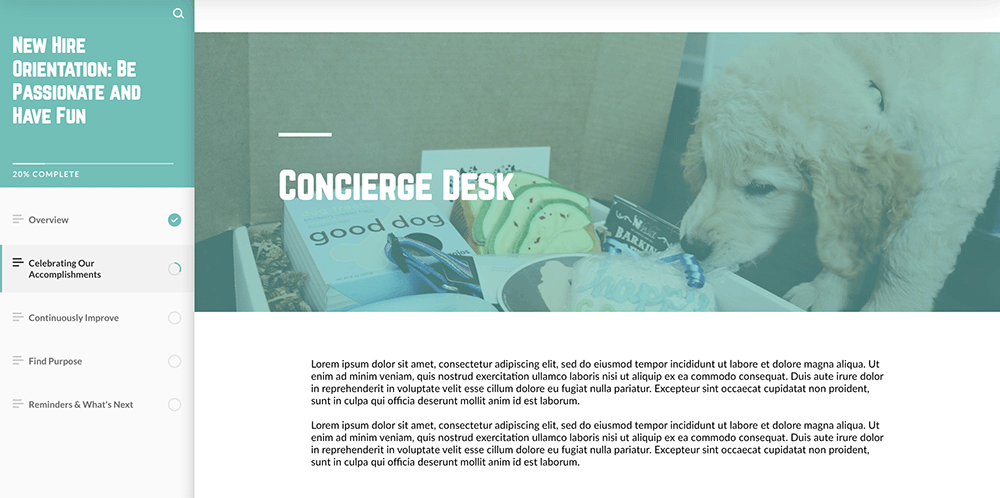 New Hire
Orientation: Be
Passionate and
Have Fun
20% COMPLETE
Overview
Celebrating Our
Accomplishments
Continuously Improve
Find Purpose
Reminders & What's Next
Concierge Desk
good dog
BARKIN
Lorem ipsum dolor sit amet, consectetur adipiscing elit, sed do eiusmod tempor incididunt ut labore et dolore magna aliqua. Ut
enim ad minim veniam, quis nostrud exercitation ullamco laboris nisi ut aliquip ex ea commodo consequat. Duis aute irure dolor
in reprehenderit in voluptate velit esse cillum dolore eu fugiat nulla pariatur. Excepteur sint occaecat cupidatat non proident,
sunt in culpa qui officia deserunt mollit anim id est laborum.
Lorem ipsum dolor sit amet, consectetur adipiscing elit, sed do eiusmod tempor incididunt ut labore et dolore magna aliqua. Ut
enim ad minim veniam, quis nostrud exercitation ullamco laboris nisi ut aliquip ex ea commodo consequat. Duis aute irure dolor
in reprehenderit in voluptate velit esse cillum dolore eu fugiat nulla pariatur. Excepteur sint occaecat cupidatat non proident,
sunt in culpa qui officia deserunt mollit anim id est laborum.